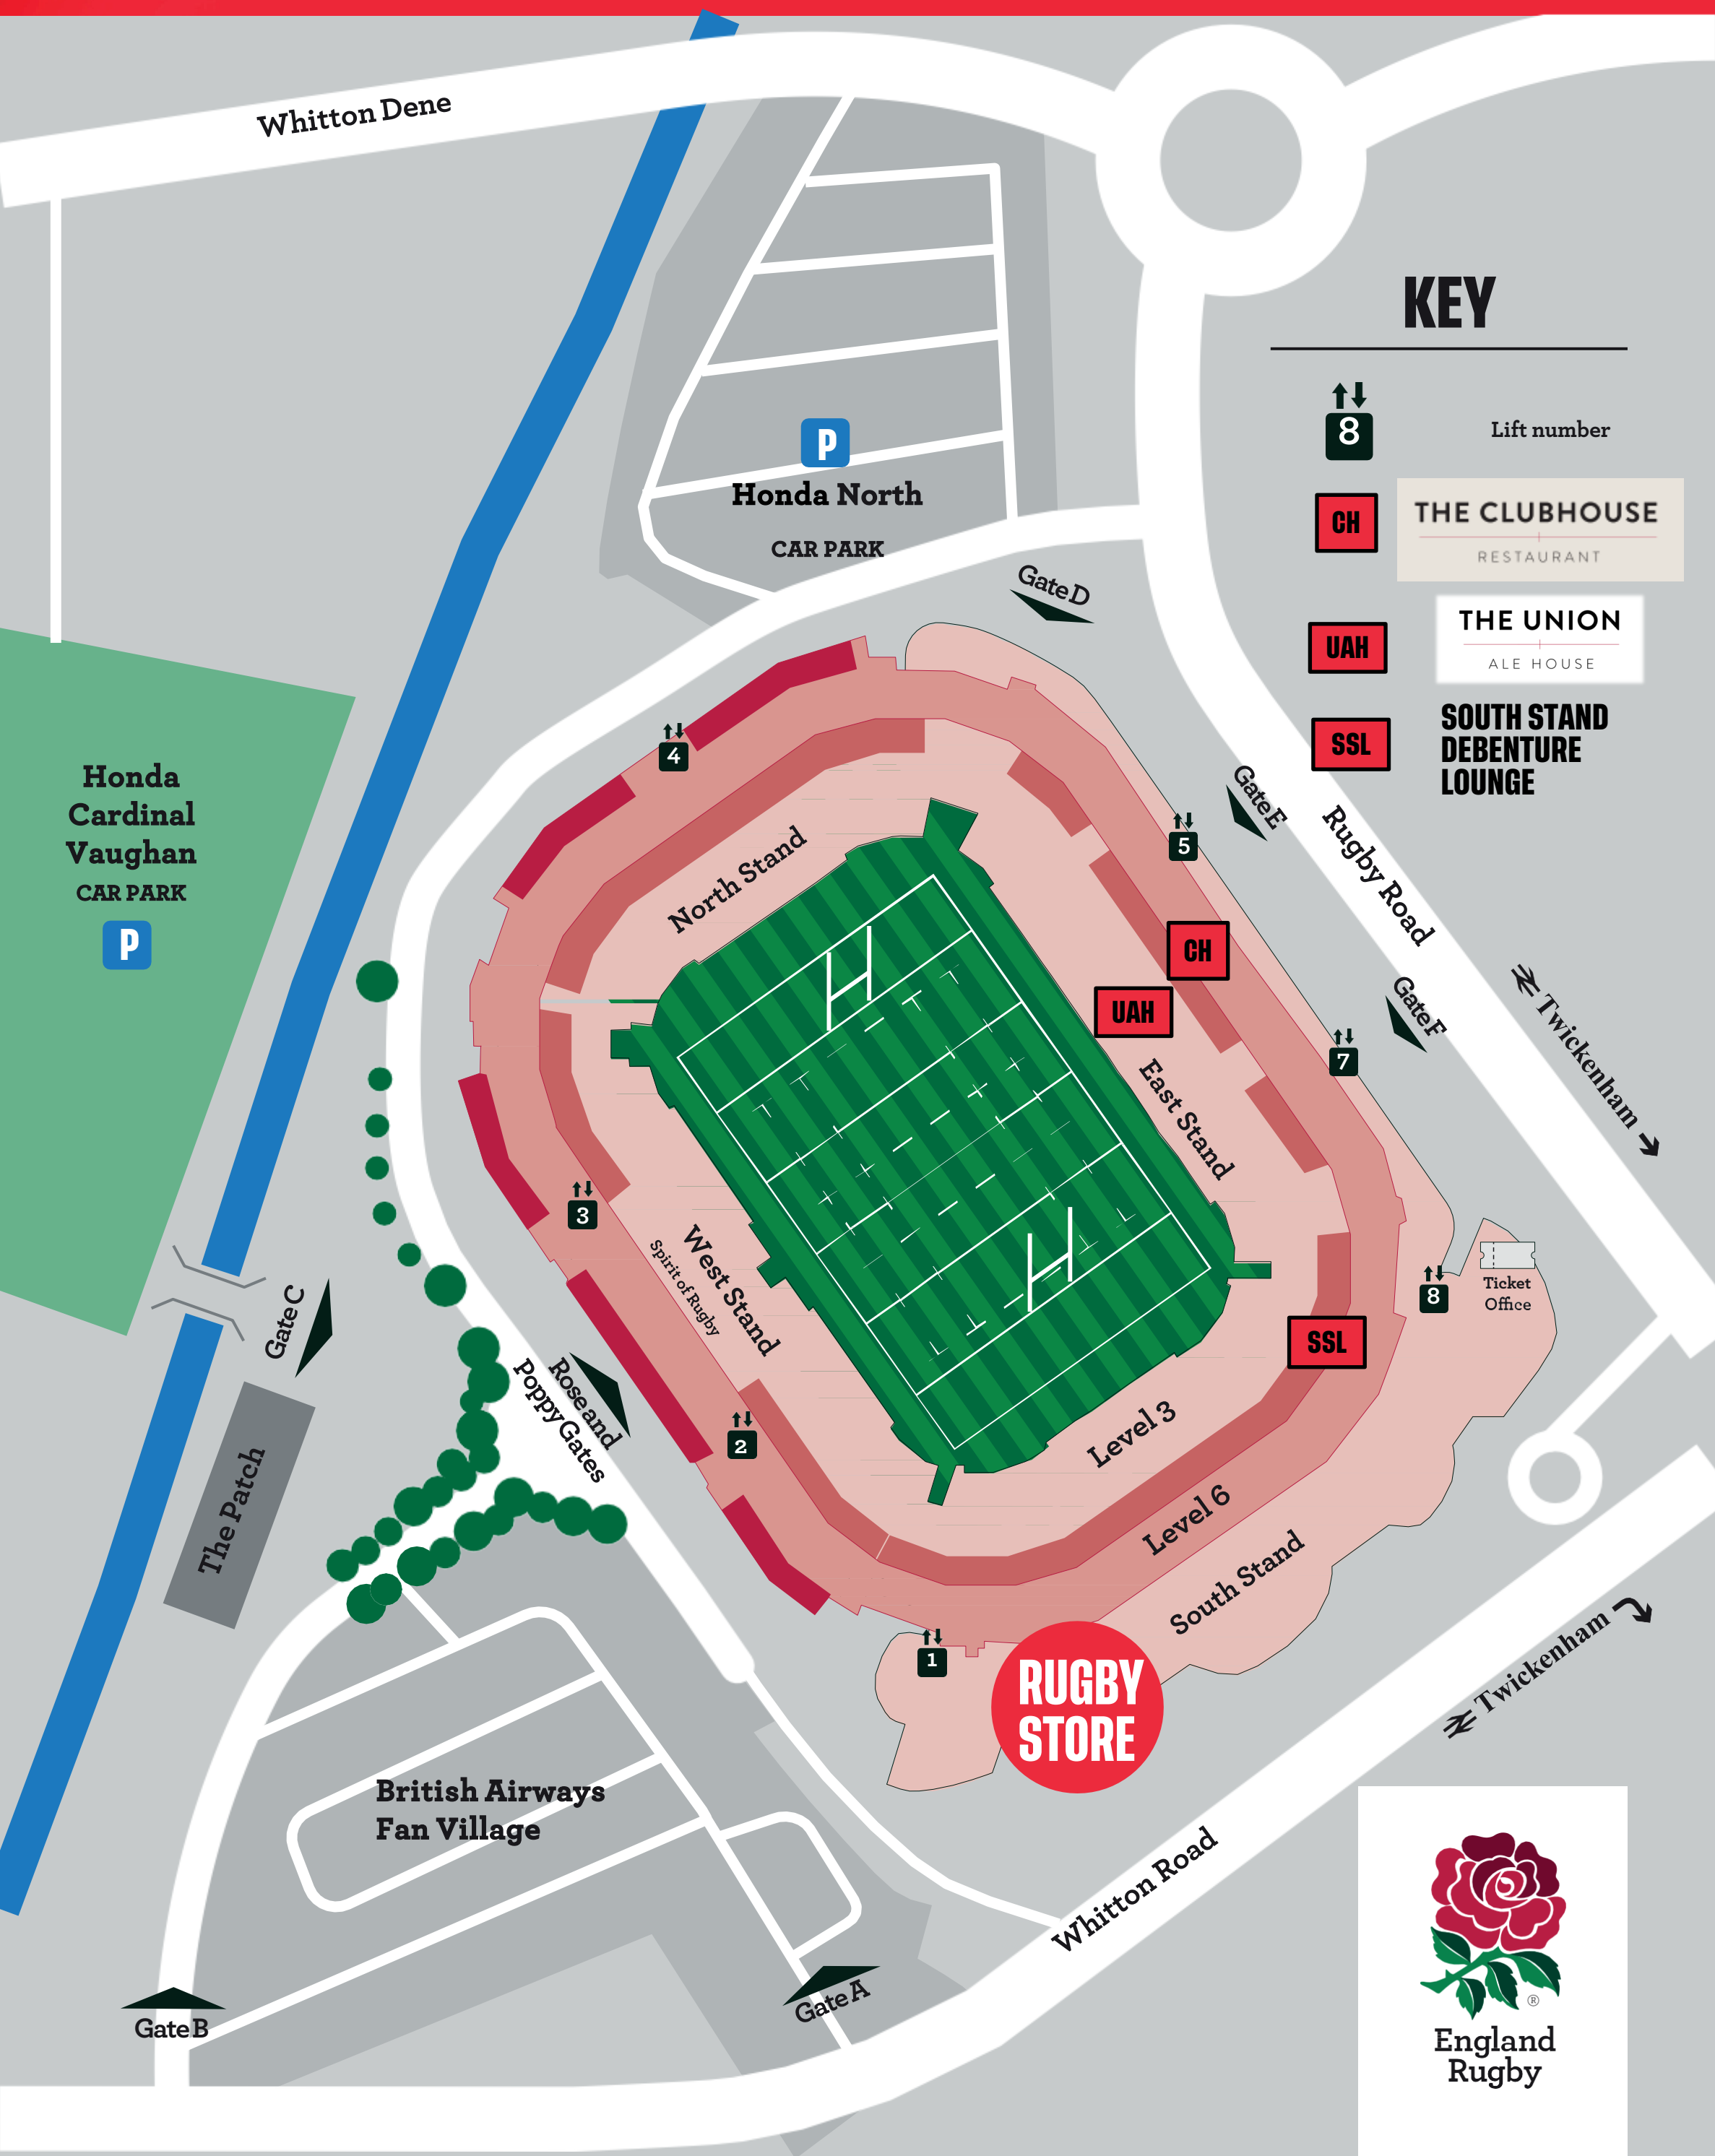 Whitton Dene
KEY
8
Lift number
CH
THE CLUBHOUSE
RESTAURANT
UAH
THE UNION
ALE HOUSE
SSL
SOUTH STAND
DEBENTURE
LOUNGE
P
Honda North
CAR PARK
Gate D
Honda
Cardinal
Vaughan
CAR PARK
P
4
5
Gate E
Rugby Road
North Stand
CH
UAH
Gate F
Twickenham
7
East Stand
3
West Stand
Spirit of Rugby
8
Ticket
Office
SSL
Gate C
Rose and
Poppy Gates
The Patch
2
Level 3
Level 6
South Stand
1
RUGBY
STORE
Twickenham
British Airways
Fan Village
Whitton Road
Gate A
Gate B
®
England
Rugby